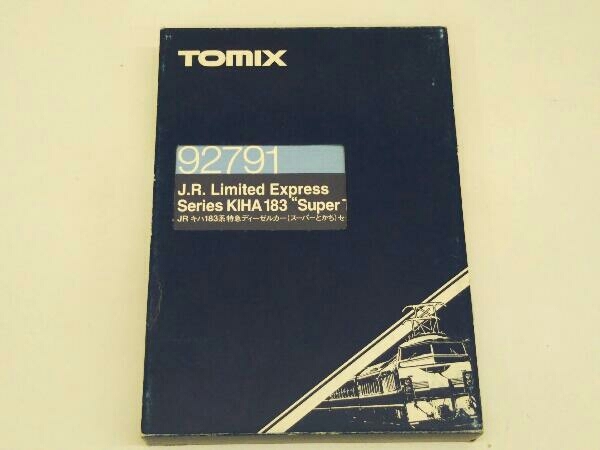 TOMIX
92791
J.R. Limited Express
Series KIHA 183 "Super T
JR キハ183系特急ディーゼルカー(スーパーとかち)セ